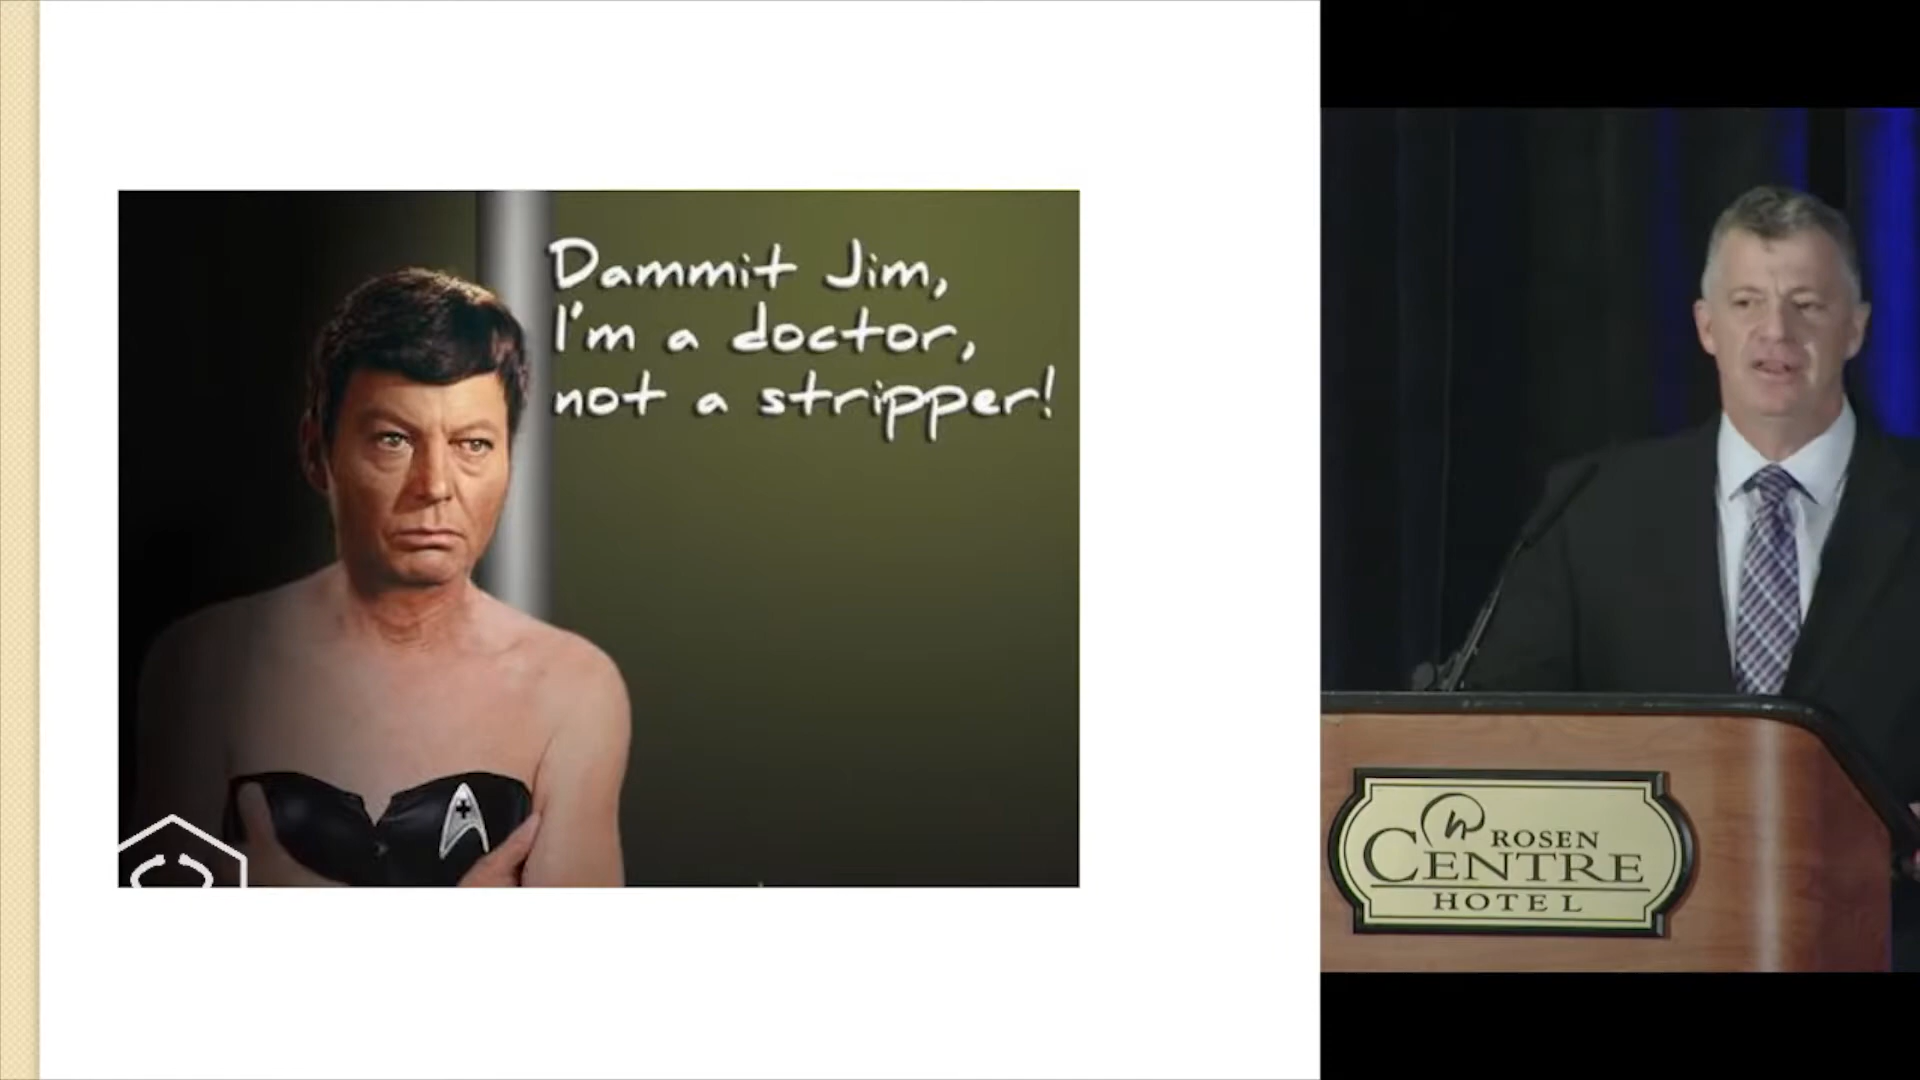 Dammit Jim,
I'm a doctor,
not a stripper!
ROSEN
CENTRE
HOTEL